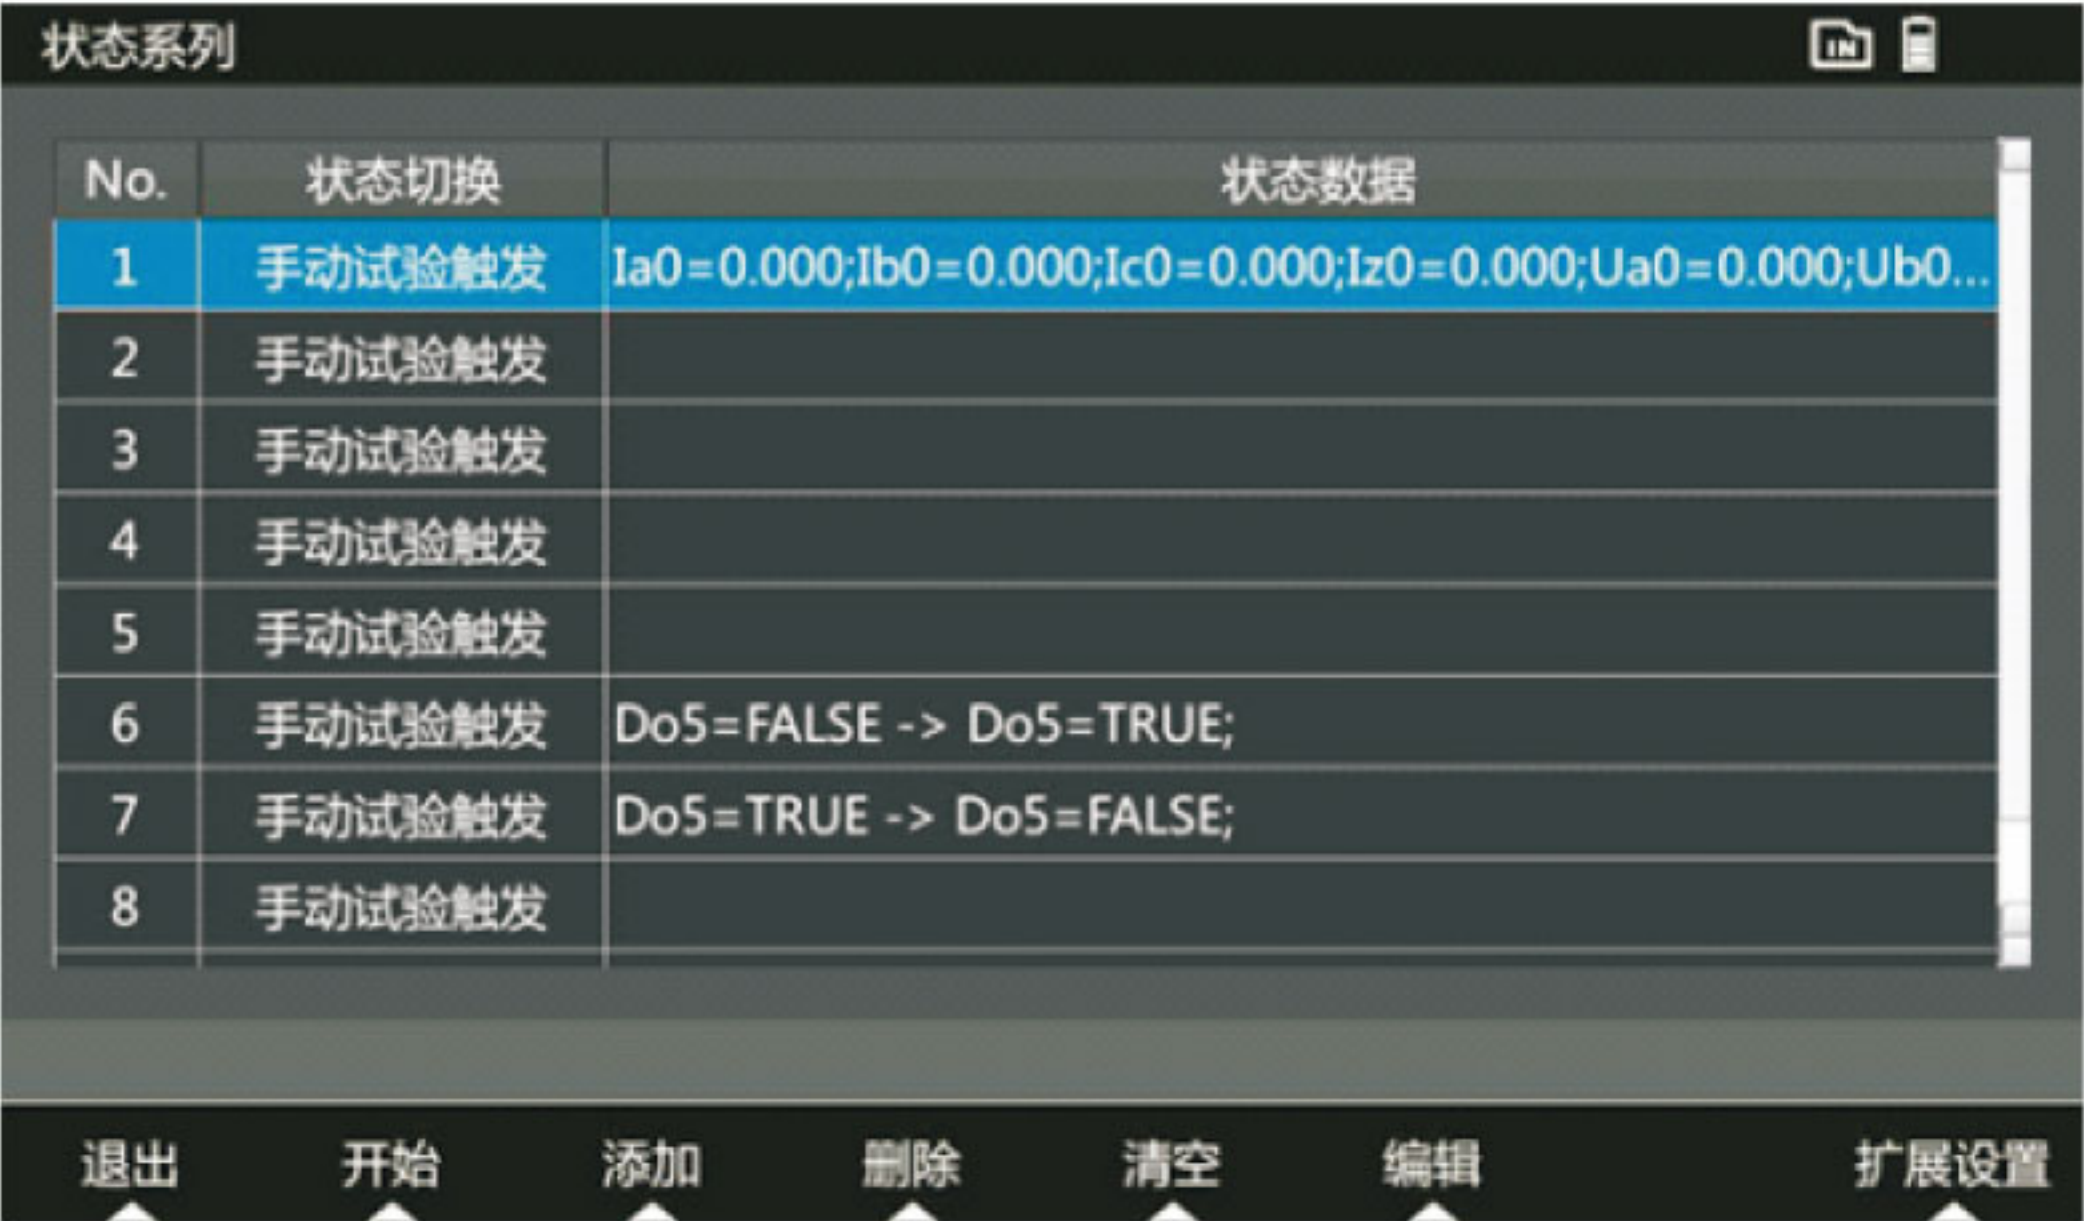 状态系列
IN
No. 状态切换 状态数据
1 手动试验触发 Ia0=0.000;Ib0=0.000;Ic0=0.000;Iz0=0.000;Ua0=0.000;Ub0...
2 手动试验触发
3 手动试验触发
4 手动试验触发
5 手动试验触发
6 手动试验触发 Do5=FALSE -> Do5=TRUE;
7 手动试验触发 Do5=TRUE -> Do5=FALSE;
8 手动试验触发
退出 开始 添加 删除 清空 编辑 扩展设置